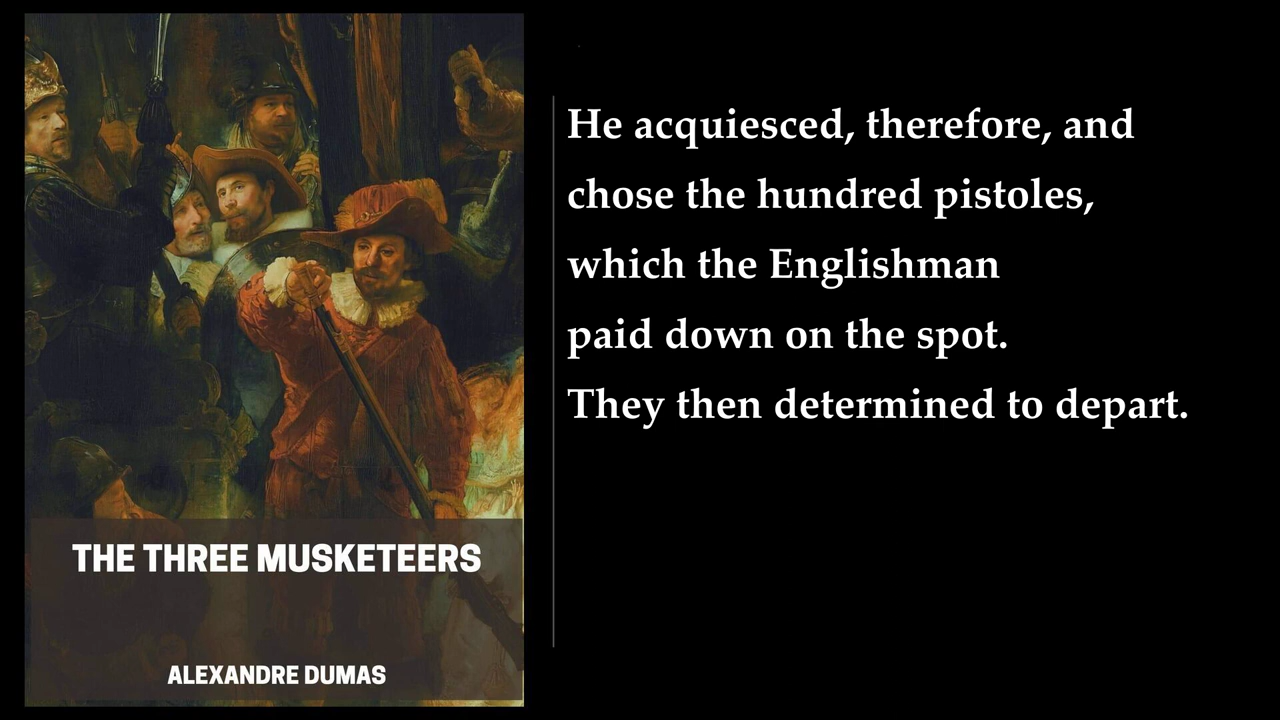 He acquiesced, therefore, and
chose the hundred pistoles,
which the Englishman
paid down on the spot.
They then determined to depart.
THE THREE MUSKETEERS
ALEXANDRE DUMAS